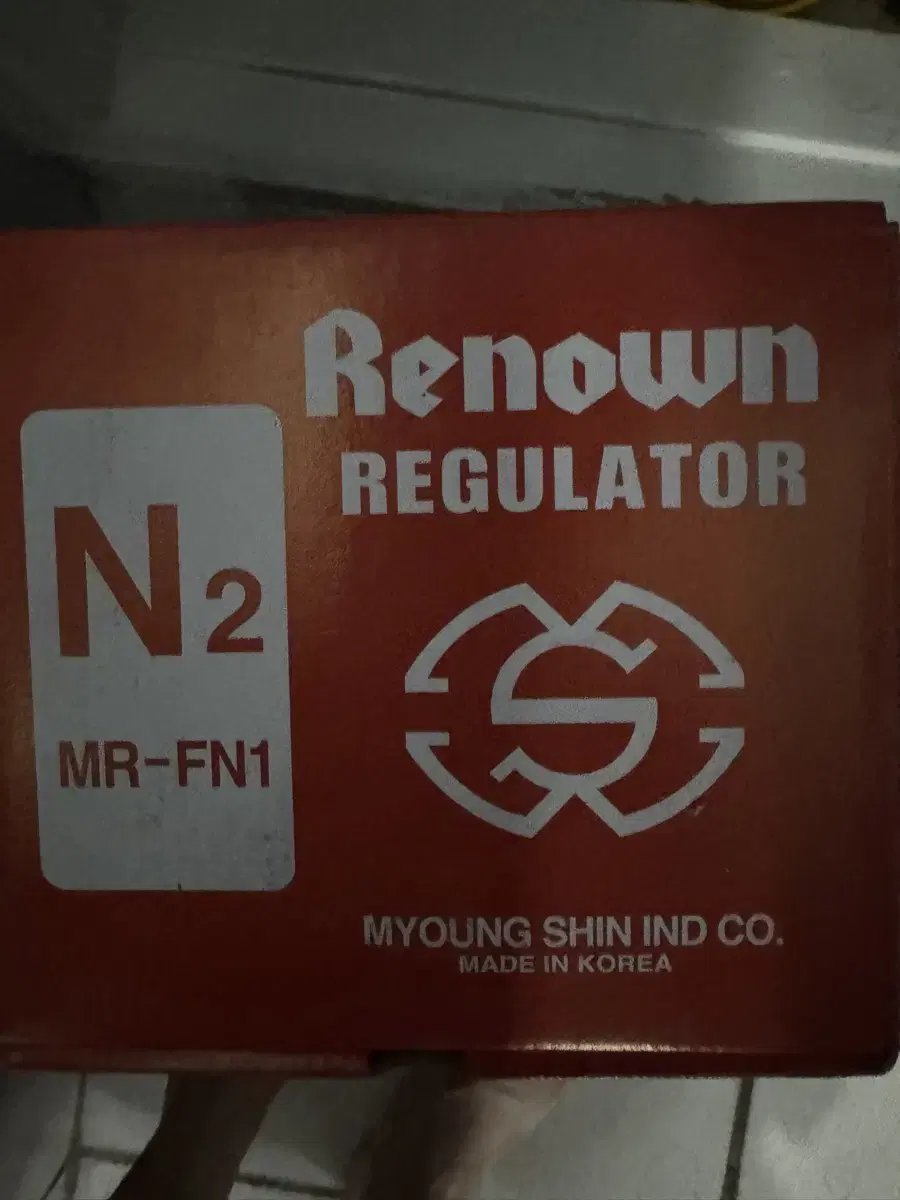 Renown
REGULATOR
N2
MR-FN1
MYOUNG SHIN IND CO.
MADE IN KOREA